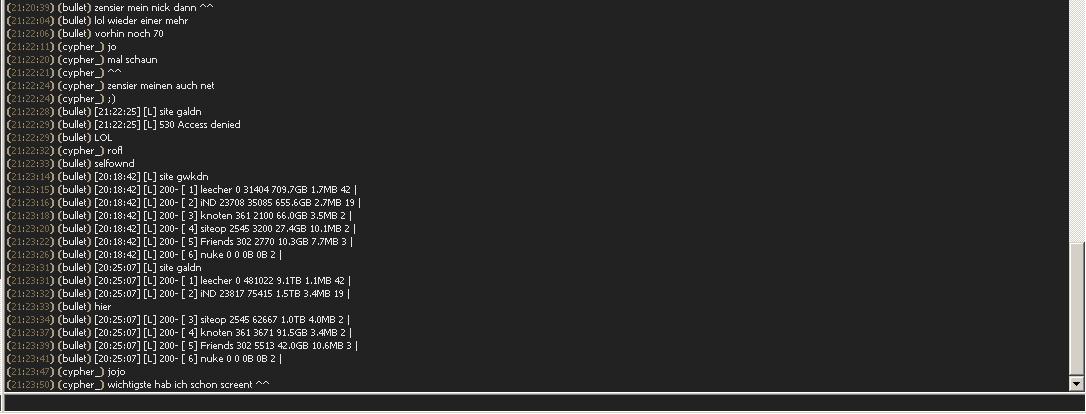 (21:20:39) (bullet) zensier mein nick dann ^^
(21:22:04) (bullet) lol wieder einer mehr
(21:22:06) (bullet) vorhin noch 70
(21:22:11) (cypher_) jo
(21:22:20) (cypher_) mal schaun
(21:22:21) (cypher_) ^^
(21:22:24) (cypher_) zensier meinen auch net
(21:22:24) (cypher_) ;)
(21:22:28) (bullet) [21:22:25] [L] site galdn
(21:22:29) (bullet) [21:22:25] [L] 530 Access denied
(21:22:29) (bullet) LOL
(21:22:32) (cypher_) rofl
(21:22:33) (bullet) selfownd
(21:23:14) (bullet) [20:18:42] [L] site gwkdn
(21:23:15) (bullet) [20:18:42] [L] 200- [ 1] leecher 0 31404 709.7GB 1.7MB 42 |
(21:23:16) (bullet) [20:18:42] [L] 200- [ 2] iND 23708 35085 655.6GB 2.7MB 19 |
(21:23:18) (bullet) [20:18:42] [L] 200- [ 3] knoten 361 2100 66.0GB 3.5MB 2 |
(21:23:20) (bullet) [20:18:42] [L] 200- [ 4] siteop 2545 3200 27.4GB 10.1MB 2 |
(21:23:22) (bullet) [20:18:42] [L] 200- [ 5] Friends 302 2770 10.3GB 7.7MB 3 |
(21:23:26) (bullet) [20:18:42] [L] 200- [ 6] nuke 0 0 0B 0B 2 |
(21:23:31) (bullet) [20:25:07] [L] site galdn
(21:23:31) (bullet) [20:25:07] [L] 200- [ 1] leecher 0 481022 9.1TB 1.1MB 42 |
(21:23:32) (bullet) [20:25:07] [L] 200- [ 2] iND 23817 75415 1.5TB 3.4MB 19 |
(21:23:33) (bullet) hier
(21:23:34) (bullet) [20:25:07] [L] 200- [ 3] siteop 2545 62667 1.0TB 4.0MB 2 |
(21:23:37) (bullet) [20:25:07] [L] 200- [ 4] knoten 361 3671 91.5GB 3.4MB 2 |
(21:23:39) (bullet) [20:25:07] [L] 200- [ 5] Friends 302 5513 42.0GB 10.6MB 3 |
(21:23:41) (bullet) [20:25:07] [L] 200- [ 6] nuke 0 0 0B 0B 2 |
(21:23:47) (cypher_) jojo
(21:23:50) (cypher_) wichtigste hab ich schon screent ^^